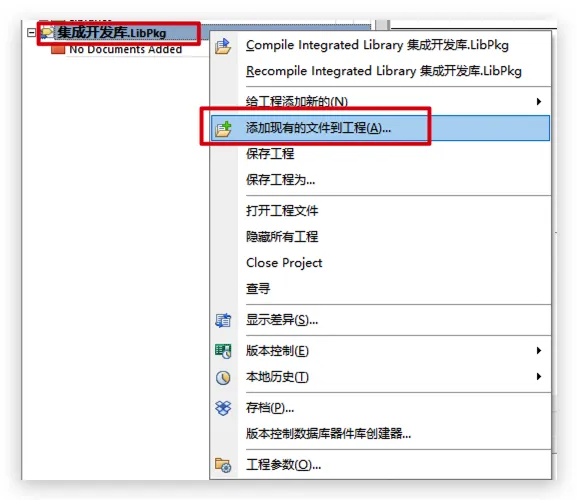 集成开发库.LibPkg
No Documents Added
Compile Integrated Library 集成开发库.LibPkg
Recompile Integrated Library 集成开发库.LibPkg
给工程添加新的(N)
添加现有的文件到工程(A)...
保存工程
保存工程为...
打开工程文件
隐藏所有工程
Close Project
查寻
显示差异(S)...
版本控制(E)
本地历史(T)
存档(P)...
版本控制数据库器件库创建器...
工程参数(O)...